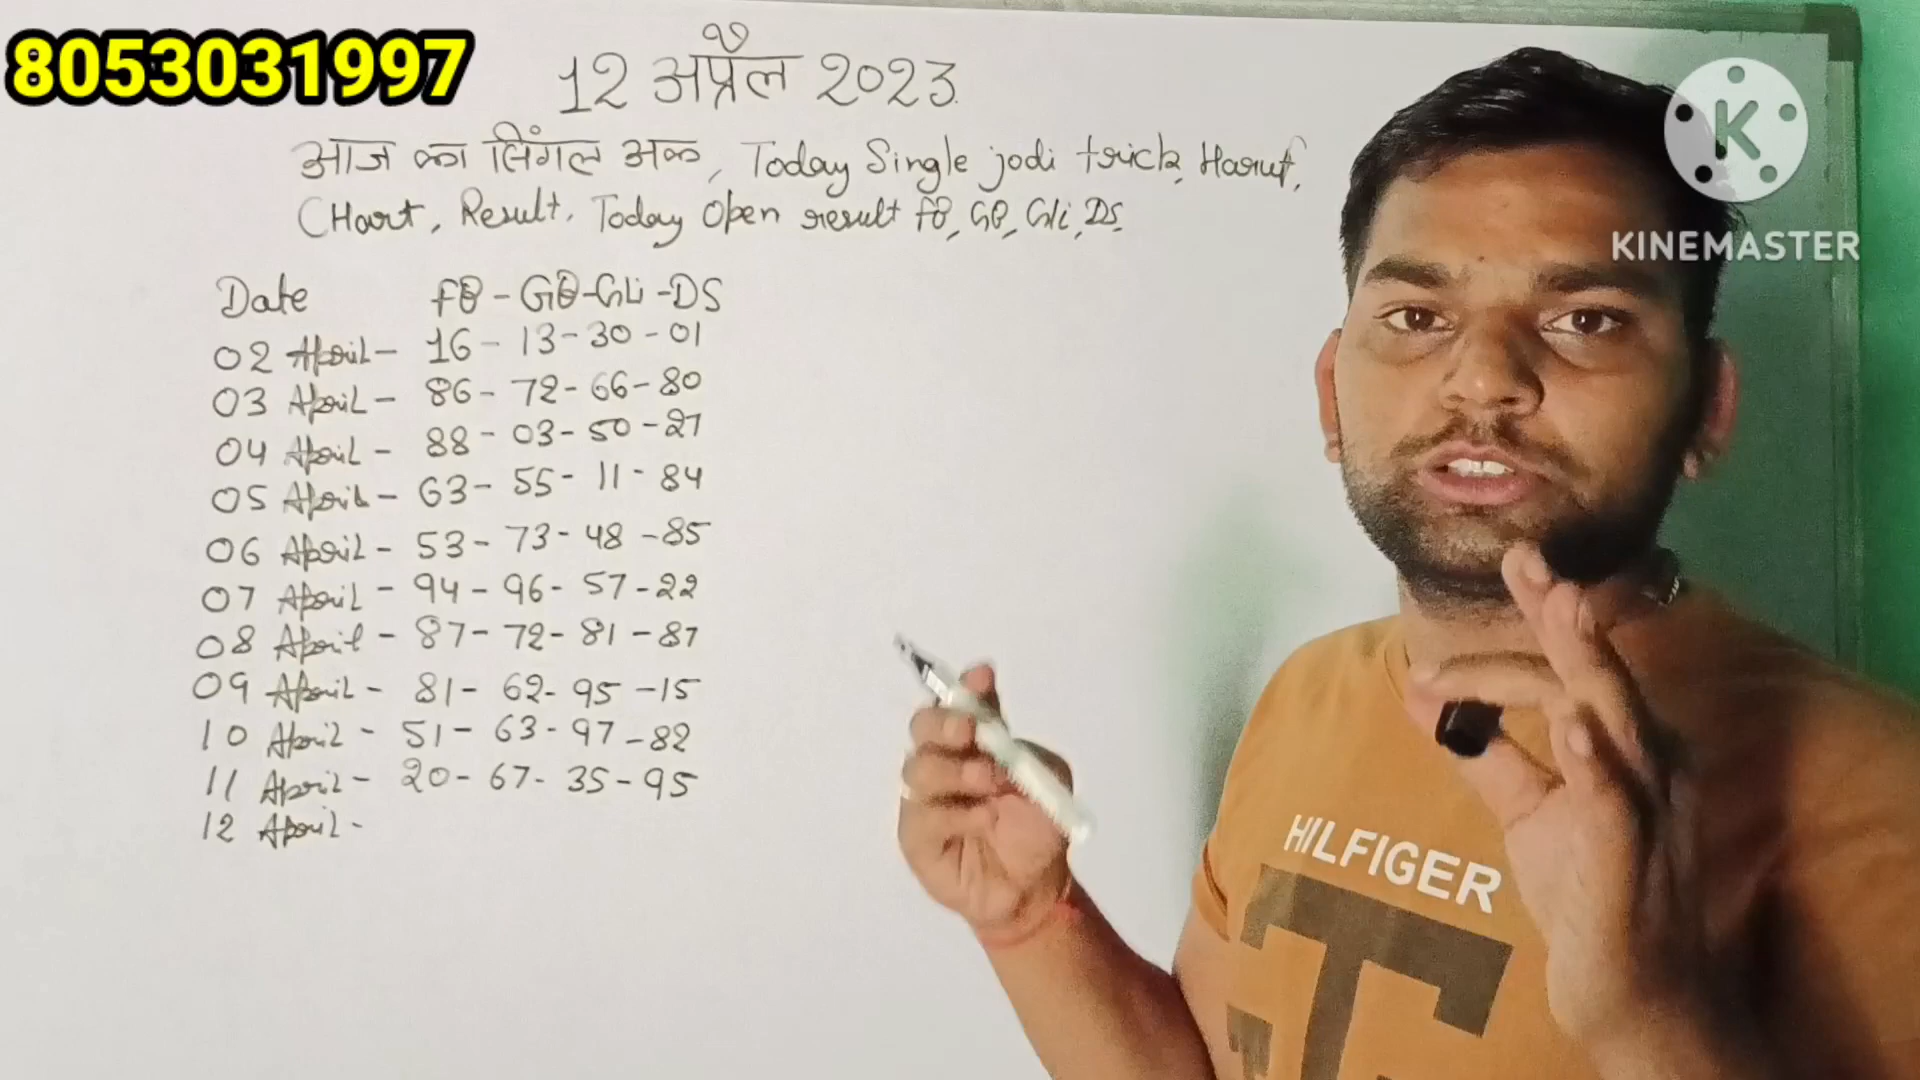 8053031997
12 अप्रैल 2023
आज का सिंगल अंक, Today Single jodi trick, Haruf,
CHart, Result, Today Open result FB, GB, GLi, DS.
Date FB - GB - GLi - DS
02 April - 16 - 13 - 30 - 01
03 April - 86 - 72 - 66 - 80
04 April - 88 - 03 - 50 - 27
05 April - 63 - 55 - 11 - 84
06 April - 53 - 73 - 48 - 85
07 April - 94 - 96 - 57 - 22
08 April - 87 - 72 - 81 - 87
09 April - 81 - 62 - 95 - 15
10 April - 51 - 63 - 97 - 82
11 April - 20 - 67 - 35 - 95
12 April -
K
KINEMASTER
HILFIGER